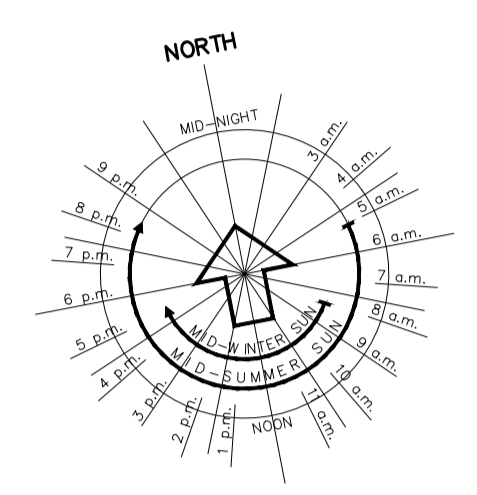 NORTH
MID-NIGHT
3 a.m.
4 a.m.
5 a.m.
6 a.m.
7 a.m.
8 a.m.
9 a.m.
10 a.m.
11 a.m.
NOON
1 p.m.
2 p.m.
3 p.m.
4 p.m.
5 p.m.
6 p.m.
7 p.m.
8 p.m.
9 p.m.
MID-WINTER SUN
MID-SUMMER SUN